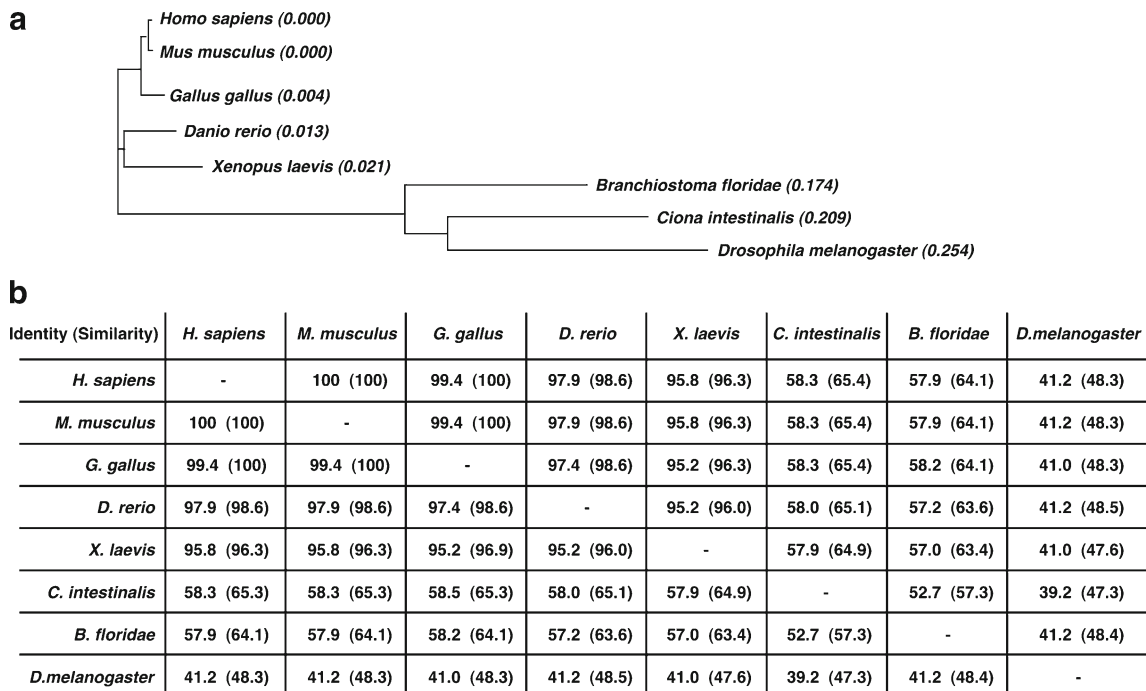 a
Homo sapiens (0.000)
Mus musculus (0.000)
Gallus gallus (0.004)
Danio rerio (0.013)
Xenopus laevis (0.021)
Branchiostoma floridae (0.174)
Ciona intestinalis (0.209)
Drosophila melanogaster (0.254)
b
Identity (Similarity) H. sapiens M. musculus G. gallus D. rerio X. laevis C. intestinalis B. floridae D.melanogaster
H. sapiens - 100 (100) 99.4 (100) 97.9 (98.6) 95.8 (96.3) 58.3 (65.4) 57.9 (64.1) 41.2 (48.3)
M. musculus 100 (100) - 99.4 (100) 97.9 (98.6) 95.8 (96.3) 58.3 (65.4) 57.9 (64.1) 41.2 (48.3)
G. gallus 99.4 (100) 99.4 (100) - 97.4 (98.6) 95.2 (96.3) 58.3 (65.4) 58.2 (64.1) 41.0 (48.3)
D. rerio 97.9 (98.6) 97.9 (98.6) 97.4 (98.6) - 95.2 (96.0) 58.0 (65.1) 57.2 (63.6) 41.2 (48.5)
X. laevis 95.8 (96.3) 95.8 (96.3) 95.2 (96.9) 95.2 (96.0) - 57.9 (64.9) 57.0 (63.4) 41.0 (47.6)
C. intestinalis 58.3 (65.3) 58.3 (65.3) 58.5 (65.3) 58.0 (65.1) 57.9 (64.9) - 52.7 (57.3) 39.2 (47.3)
B. floridae 57.9 (64.1) 57.9 (64.1) 58.2 (64.1) 57.2 (63.6) 57.0 (63.4) 52.7 (57.3) - 41.2 (48.4)
D.melanogaster 41.2 (48.3) 41.2 (48.3) 41.0 (48.3) 41.2 (48.5) 41.0 (47.6) 39.2 (47.3) 41.2 (48.4) -